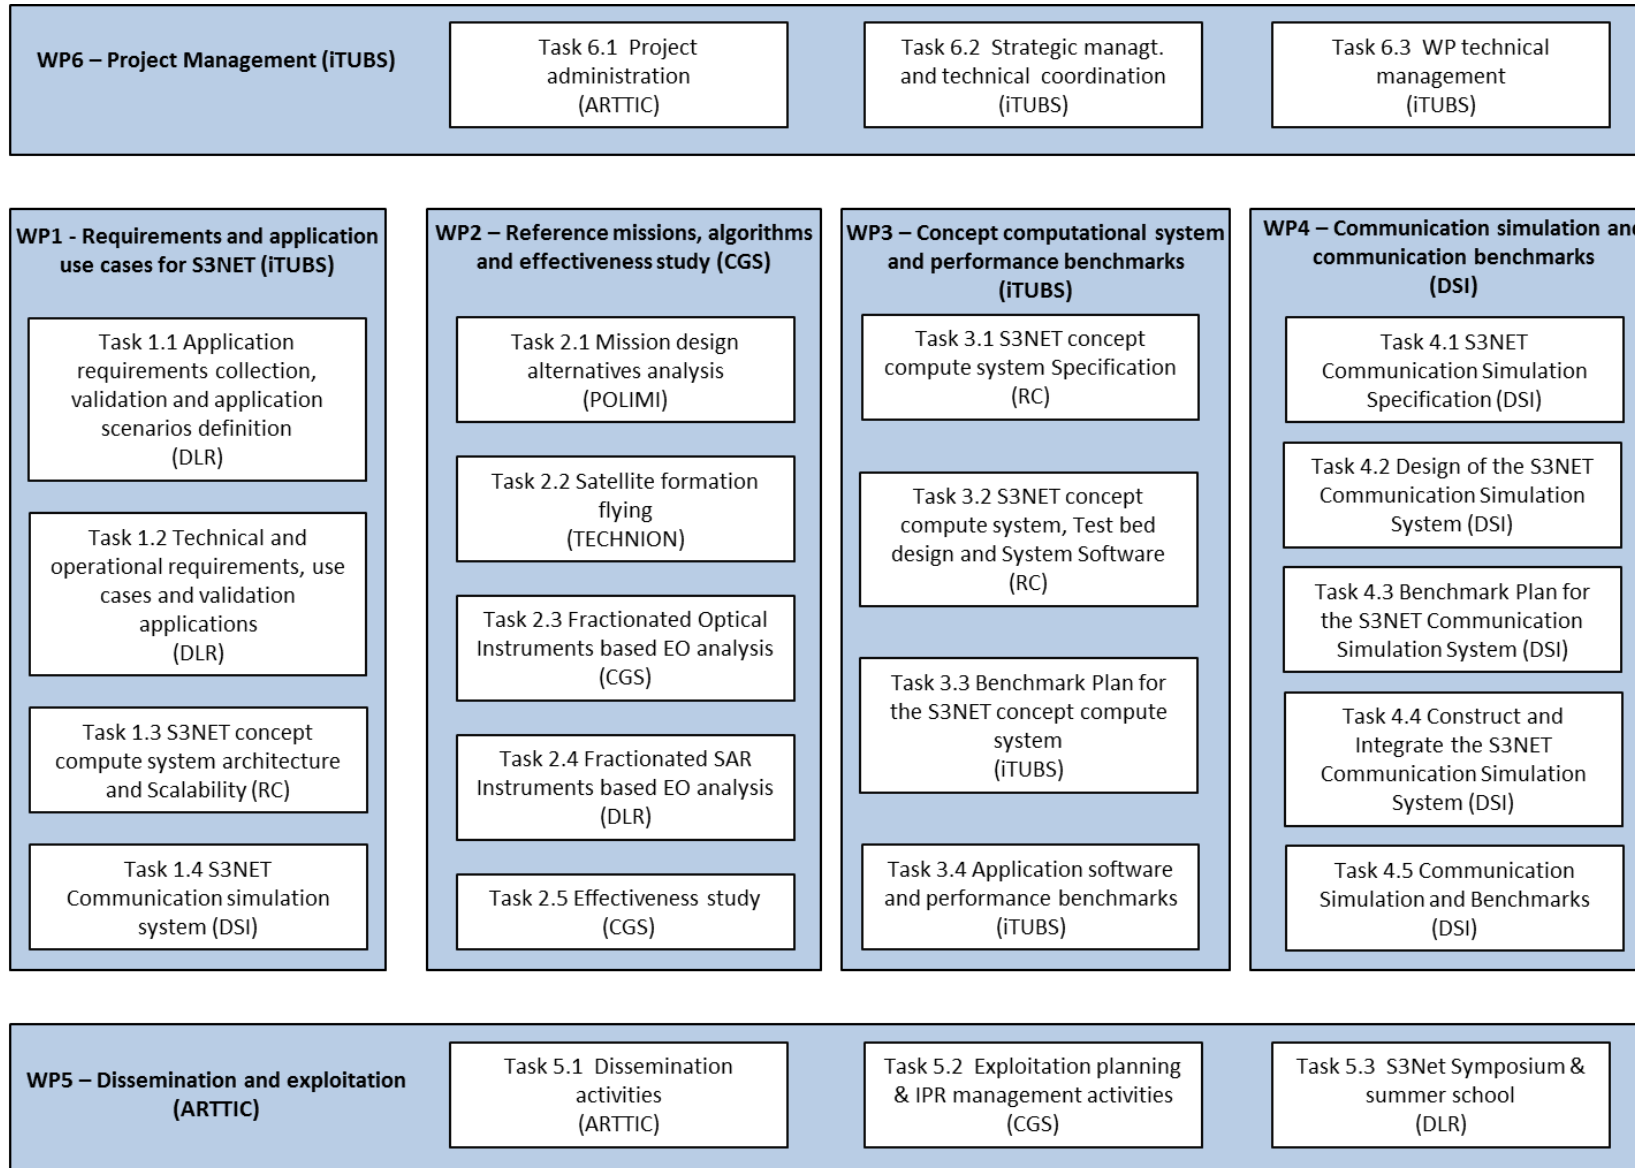 WP6 – Project Management (iTUBS)
Task 6.1 Project
administration
(ARTTIC)
Task 6.2 Strategic managt.
and technical coordination
(iTUBS)
Task 6.3 WP technical
management
(iTUBS)
WP1 - Requirements and application
use cases for S3NET (iTUBS)
Task 1.1 Application
requirements collection,
validation and application
scenarios definition
(DLR)
Task 1.2 Technical and
operational requirements, use
cases and validation
applications
(DLR)
Task 1.3 S3NET concept
compute system architecture
and Scalability (RC)
Task 1.4 S3NET
Communication simulation
system (DSI)
WP2 – Reference missions, algorithms
and effectiveness study (CGS)
Task 2.1 Mission design
alternatives analysis
(POLIMI)
Task 2.2 Satellite formation
flying
(TECHNION)
Task 2.3 Fractionated Optical
Instruments based EO analysis
(CGS)
Task 2.4 Fractionated SAR
Instruments based EO analysis
(DLR)
Task 2.5 Effectiveness study
(CGS)
WP3 – Concept computational system
and performance benchmarks
(iTUBS)
Task 3.1 S3NET concept
compute system Specification
(RC)
Task 3.2 S3NET concept
compute system, Test bed
design and System Software
(RC)
Task 3.3 Benchmark Plan for
the S3NET concept compute
system
(iTUBS)
Task 3.4 Application software
and performance benchmarks
(iTUBS)
WP4 – Communication simulation and
communication benchmarks
(DSI)
Task 4.1 S3NET
Communication Simulation
Specification (DSI)
Task 4.2 Design of the S3NET
Communication Simulation
System (DSI)
Task 4.3 Benchmark Plan for
the S3NET Communication
Simulation System (DSI)
Task 4.4 Construct and
Integrate the S3NET
Communication Simulation
System (DSI)
Task 4.5 Communication
Simulation and Benchmarks
(DSI)
WP5 – Dissemination and exploitation
(ARTTIC)
Task 5.1 Dissemination
activities
(ARTTIC)
Task 5.2 Exploitation planning
& IPR management activities
(CGS)
Task 5.3 S3Net Symposium &
summer school
(DLR)